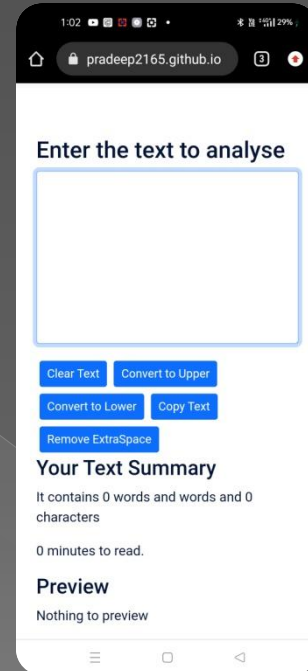 1:02
29%
pradeep2165.github.io
3
Enter the text to analyse
Clear Text Convert to Upper
Convert to Lower Copy Text
Remove ExtraSpace
Your Text Summary
It contains 0 words and words and 0
characters
0 minutes to read.
Preview
Nothing to preview